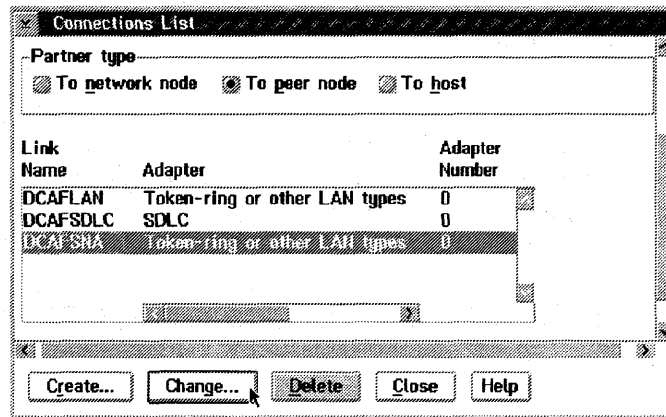 Connections List
Partner type
To network node To peer node To host
Link Adapter
Name Adapter Number
DCAFLAN Token-ring or other LAN types 0
DCAFSDLC SDLC 0
DCAFSNA Token-ring or other LAN types 0
Create... Change... Delete Close Help